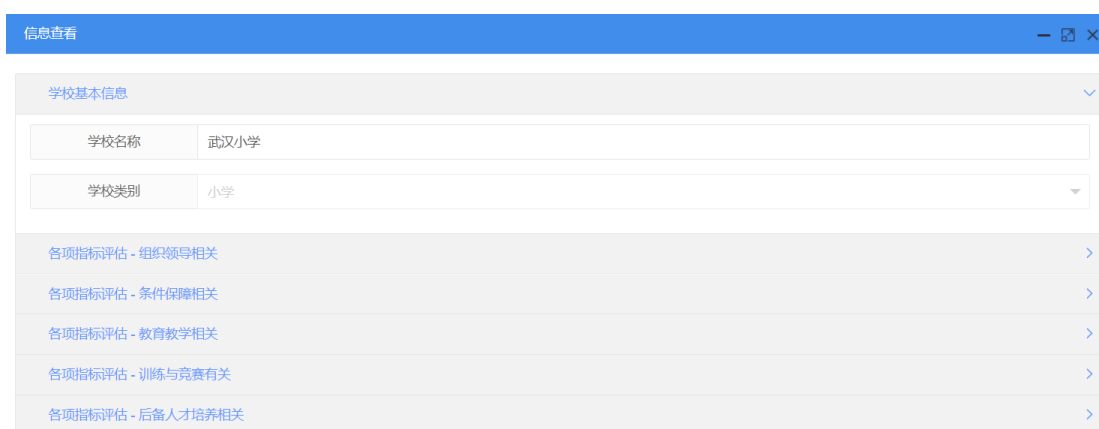 信息查看
学校基本信息
学校名称 武汉小学
学校类别 小学
各项指标评估 - 组织领导相关
各项指标评估 - 条件保障相关
各项指标评估 - 教育教学相关
各项指标评估 - 训练与竞赛有关
各项指标评估 - 后备人才培养相关